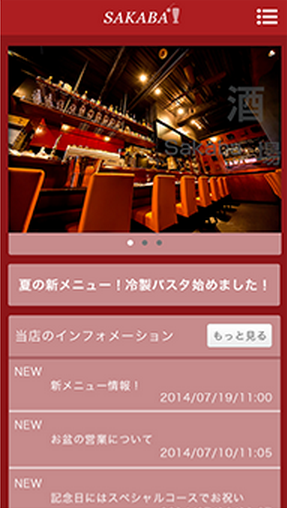 SAKABA
酒
Sakaba 場
夏の新メニュー！冷製パスタ始めました！
当店のインフォメーション
もっと見る
NEW
新メニュー情報！
2014/07/19/11:00
NEW
お盆の営業について
2014/07/10/11:05
NEW
記念日にはスペシャルコースでお祝い